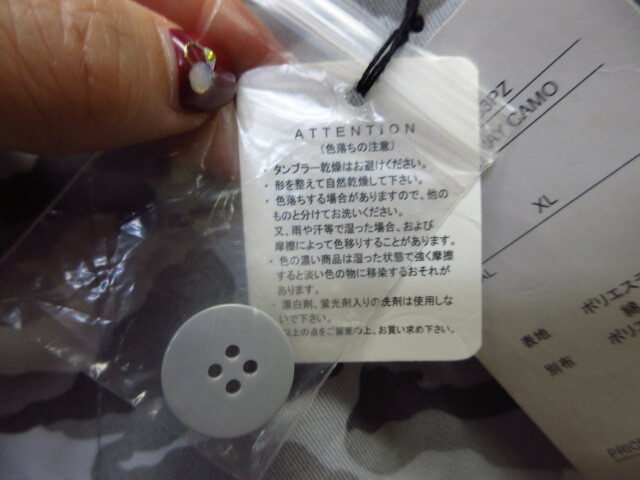 ATTENTION
(色落ちの注意)
・タンブラー乾燥はお避けください。
・形を整えて自然乾燥して下さい。
・色落ちする場合がありますので、他の
ものと分けてお洗いください。
又、雨や汗等で湿った場合、および
摩擦によって色移りすることがあります。
・色の濃い商品は湿った状態で強く摩擦
すると淡い色の物に移染するおそれが
あります。
・漂白剤、蛍光剤入りの洗剤は使用しな
いで下さい。
以上の点をご留意の上、お買い求め下さい。
3PZ
CAMO
XL
表地 ポリエス
綿
別布 ポリ
PRICE